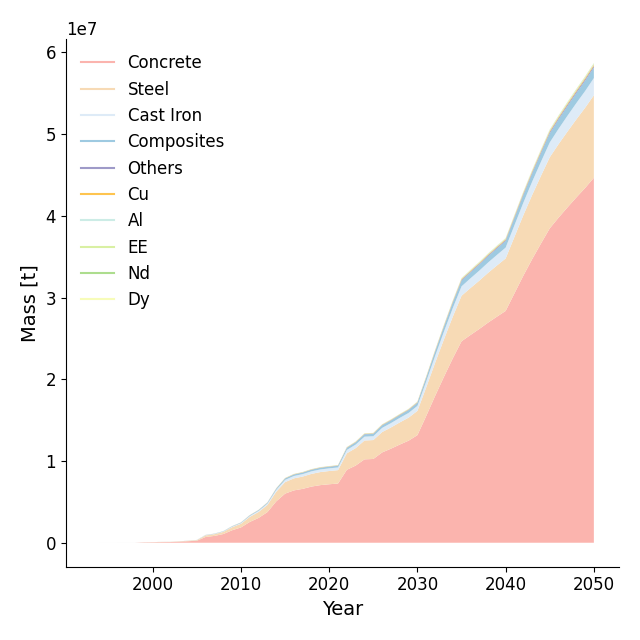 1e7
6
5
4
3
2
1
0
Mass [t]
Concrete
Steel
Cast Iron
Composites
Others
Cu
Al
EE
Nd
Dy
2000 2010 2020 2030 2040 2050
Year